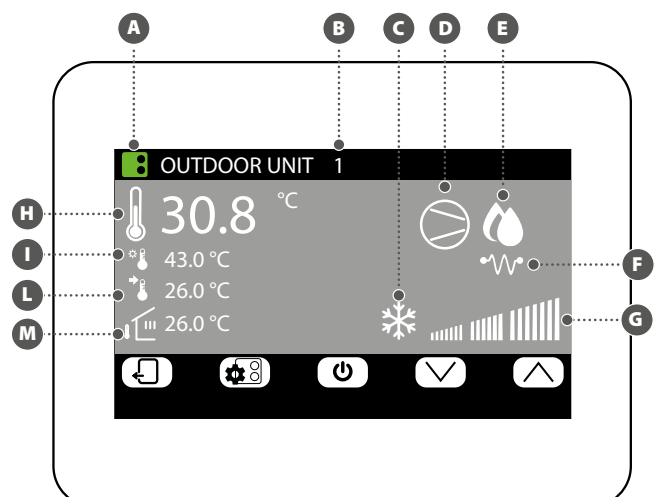 A B C D E
OUTDOOR UNIT 1
H 30.8 °C
I 43.0 °C F
L 26.0 °C
M 26.0 °C G